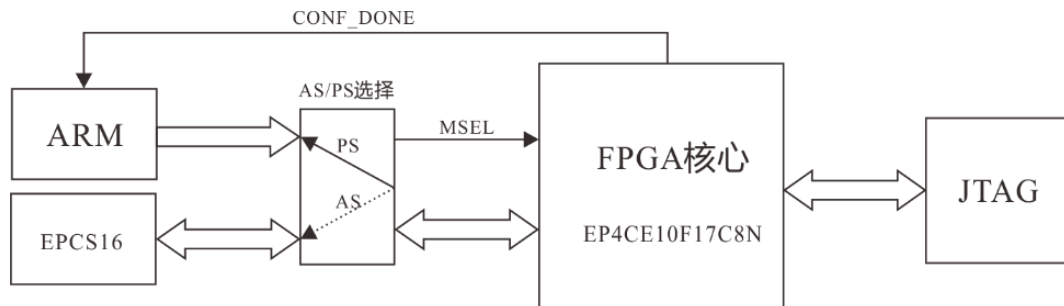 CONF_DONE
AS/PS选择
ARM
PS
MSEL
FPGA核心
JTAG
AS
EPCS16
EP4CE10F17C8N